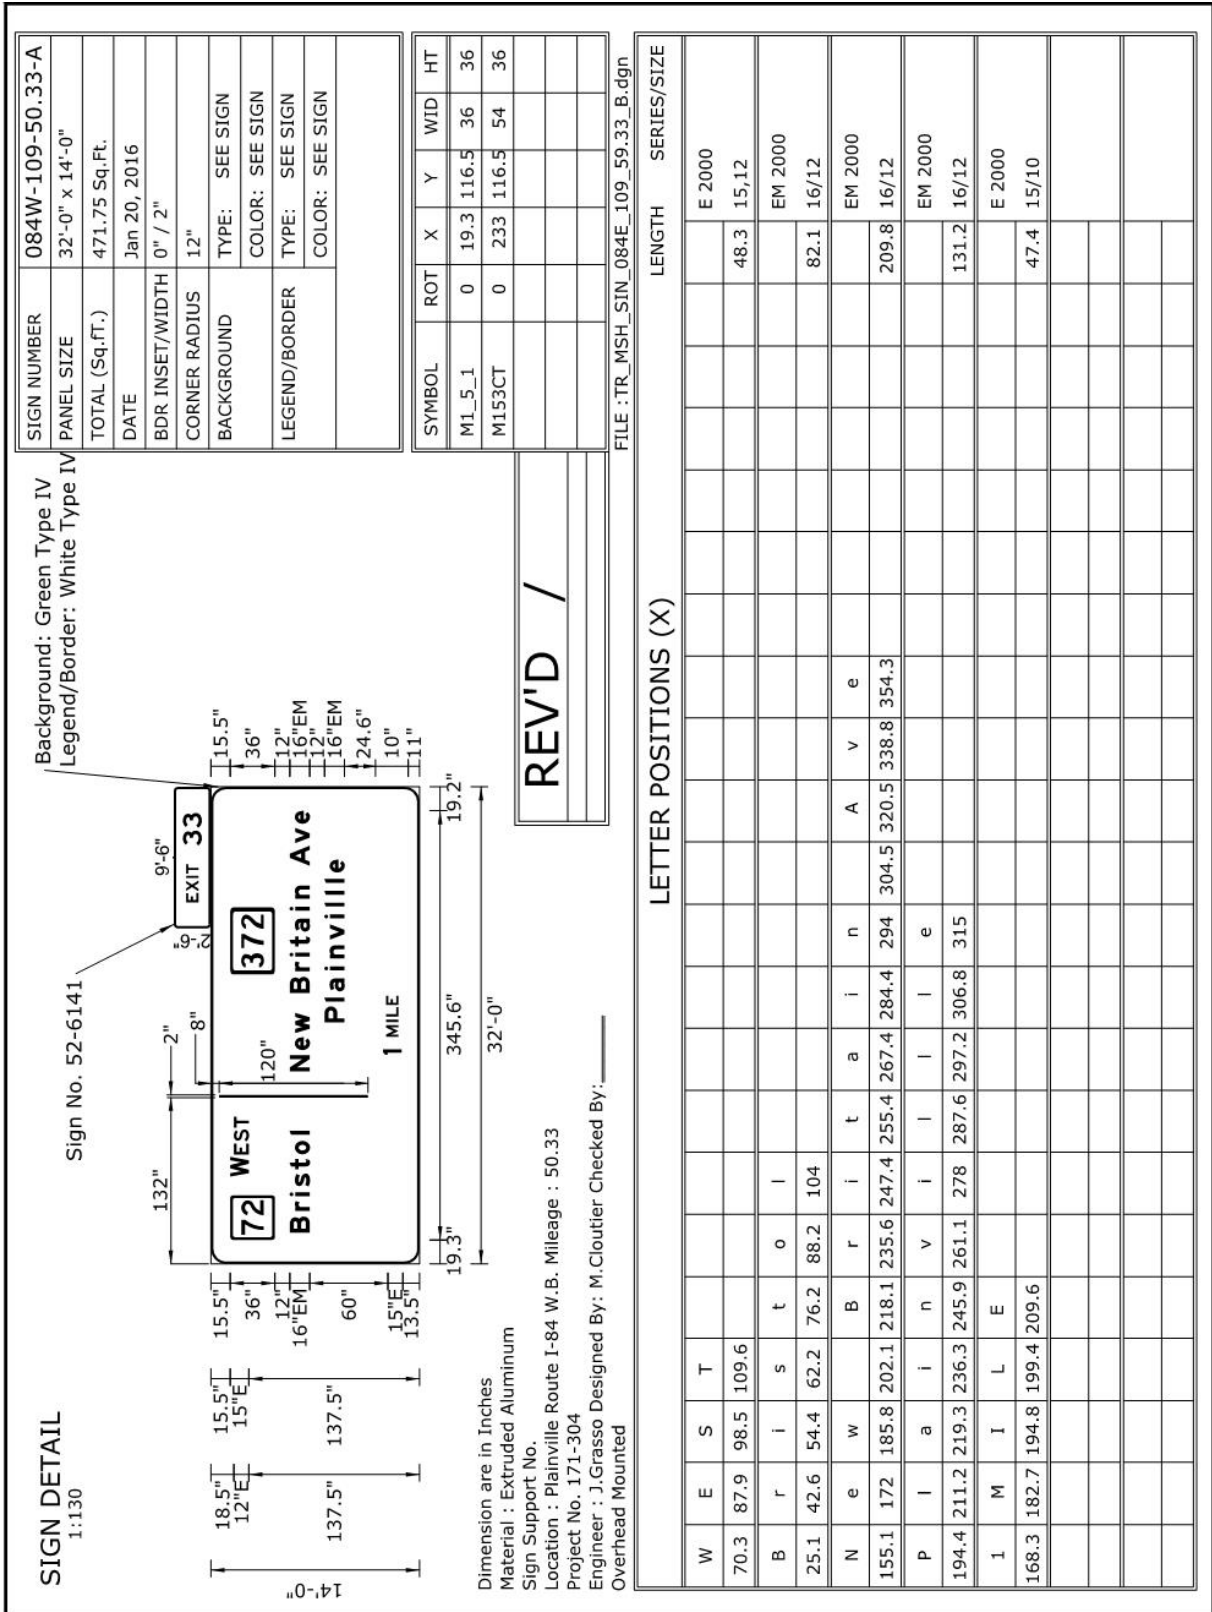 SIGN DETAIL
1:130
Sign No. 52-6141
Background: Green Type IV
Legend/Border: White Type IV
132"
2"
8"
9'-6"
2'-6"
EXIT 33
72 WEST
372
Bristol
New Britain Ave
Plainvillle
1 MILE
120"
14'-0"
18.5"
12"E
137.5"
15.5"
15"E
137.5"
15.5"
36"
12"
16"EM
60"
15"E
13.5"
15.5"
36"
12"
16"EM
12"
16"EM
24.6"
10"
11"
19.3"
345.6"
19.2"
32'-0"
Dimension are in Inches
Material : Extruded Aluminum
Sign Support No.
Location : Plainville Route I-84 W.B. Mileage : 50.33
Project No. 171-304
Engineer : J.Grasso Designed By: M.Cloutier Checked By:
Overhead Mounted
REV'D /
SIGN NUMBER 084W-109-50.33-A
PANEL SIZE 32'-0" x 14'-0"
TOTAL (Sq.fT.) 471.75 Sq.Ft.
DATE Jan 20, 2016
BDR INSET/WIDTH 0" / 2"
CORNER RADIUS 12"
BACKGROUND TYPE: SEE SIGN
COLOR: SEE SIGN
LEGEND/BORDER TYPE: SEE SIGN
COLOR: SEE SIGN
SYMBOL ROT X Y WID HT
M1_5_1 0 19.3 116.5 36 36
M153CT 0 233 116.5 54 36
FILE :TR_MSH_SIN_084E_109_59.33_B.dgn
LETTER POSITIONS (X) LENGTH SERIES/SIZE
W E S T E 2000
70.3 87.9 98.5 109.6 48.3 15,12
B r i s t o l EM 2000
25.1 42.6 54.4 62.2 76.2 88.2 104 82.1 16/12
N e w B r i t a i n A v e EM 2000
155.1 172 185.8 202.1 218.1 235.6 247.4 255.4 267.4 284.4 294 304.5 320.5 338.8 354.3 209.8 16/12
P l a i n v i l l l e EM 2000
194.4 211.2 219.3 236.3 245.9 261.1 278 287.6 297.2 306.8 315 131.2 16/12
1 M I L E E 2000
168.3 182.7 194.8 199.4 209.6 47.4 15/10